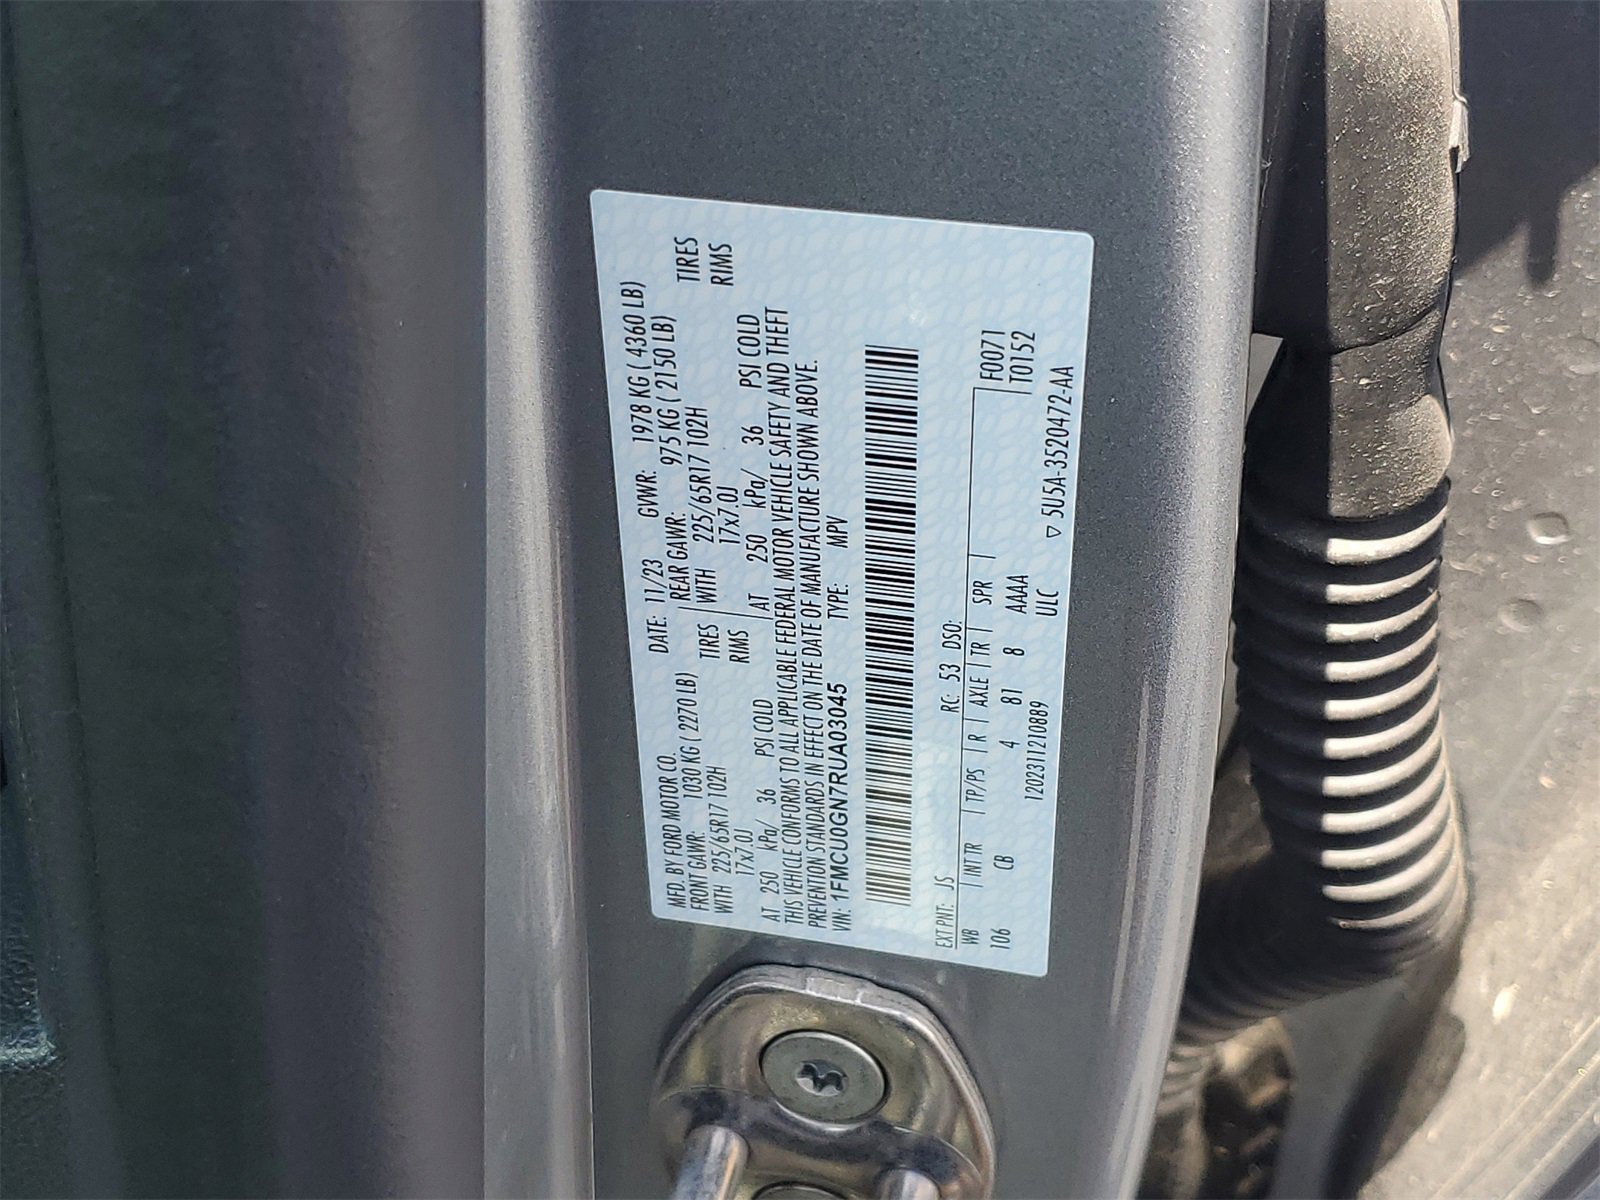 MFD. BY FORD MOTOR CO. DATE: 11/23 GVWR: 1978 KG ( 4360 LB)
FRONT GAWR: 1030 KG ( 2270 LB) REAR GAWR: 975 KG ( 2150 LB)
WITH 225/65R17 102H TIRES WITH 225/65R17 102H TIRES
17x7.0J RIMS 17x7.0J RIMS
AT 250 kPa/ 36 PSI COLD AT 250 kPa/ 36 PSI COLD
THIS VEHICLE CONFORMS TO ALL APPLICABLE FEDERAL MOTOR VEHICLE SAFETY AND THEFT
PREVENTION STANDARDS IN EFFECT ON THE DATE OF MANUFACTURE SHOWN ABOVE.
VIN: 1FMCU0GN7RUA03045 TYPE: MPV
EXT PNT: JS RC: 53 DSO: F0071
WB INT TR TP/PS R AXLE TR SPR T0152
106 CB 4 81 8 AAAA
1202311210889 ULC ▽ 5U5A-3520472-AA